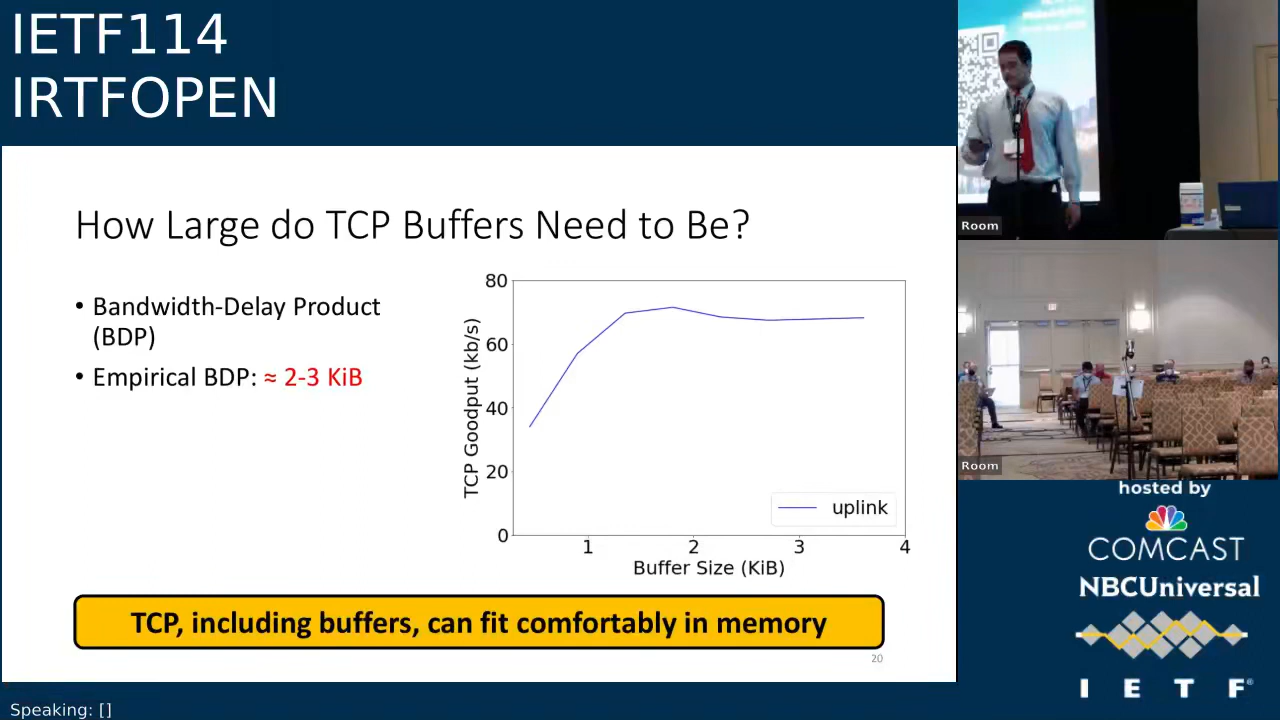 IETF114
IRTFOPEN
How Large do TCP Buffers Need to Be?
• Bandwidth-Delay Product
(BDP)
• Empirical BDP: ≈ 2-3 KiB
TCP Goodput (kb/s)
80
60
40
20
0
1 2 3 4
Buffer Size (KiB)
uplink
TCP, including buffers, can fit comfortably in memory
20
Room
Room
hosted by
COMCAST
NBCUniversal
I E T F®
Speaking: []